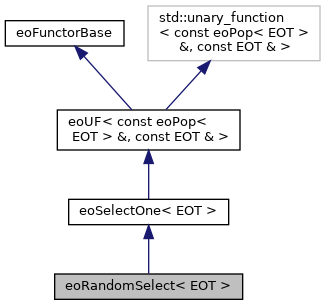 eoFunctorBase
std::unary_function
< const eoPop< EOT >
&, const EOT & >
eoUF< const eoPop<
EOT > &, const EOT & >
eoSelectOne< EOT >
eoRandomSelect< EOT >